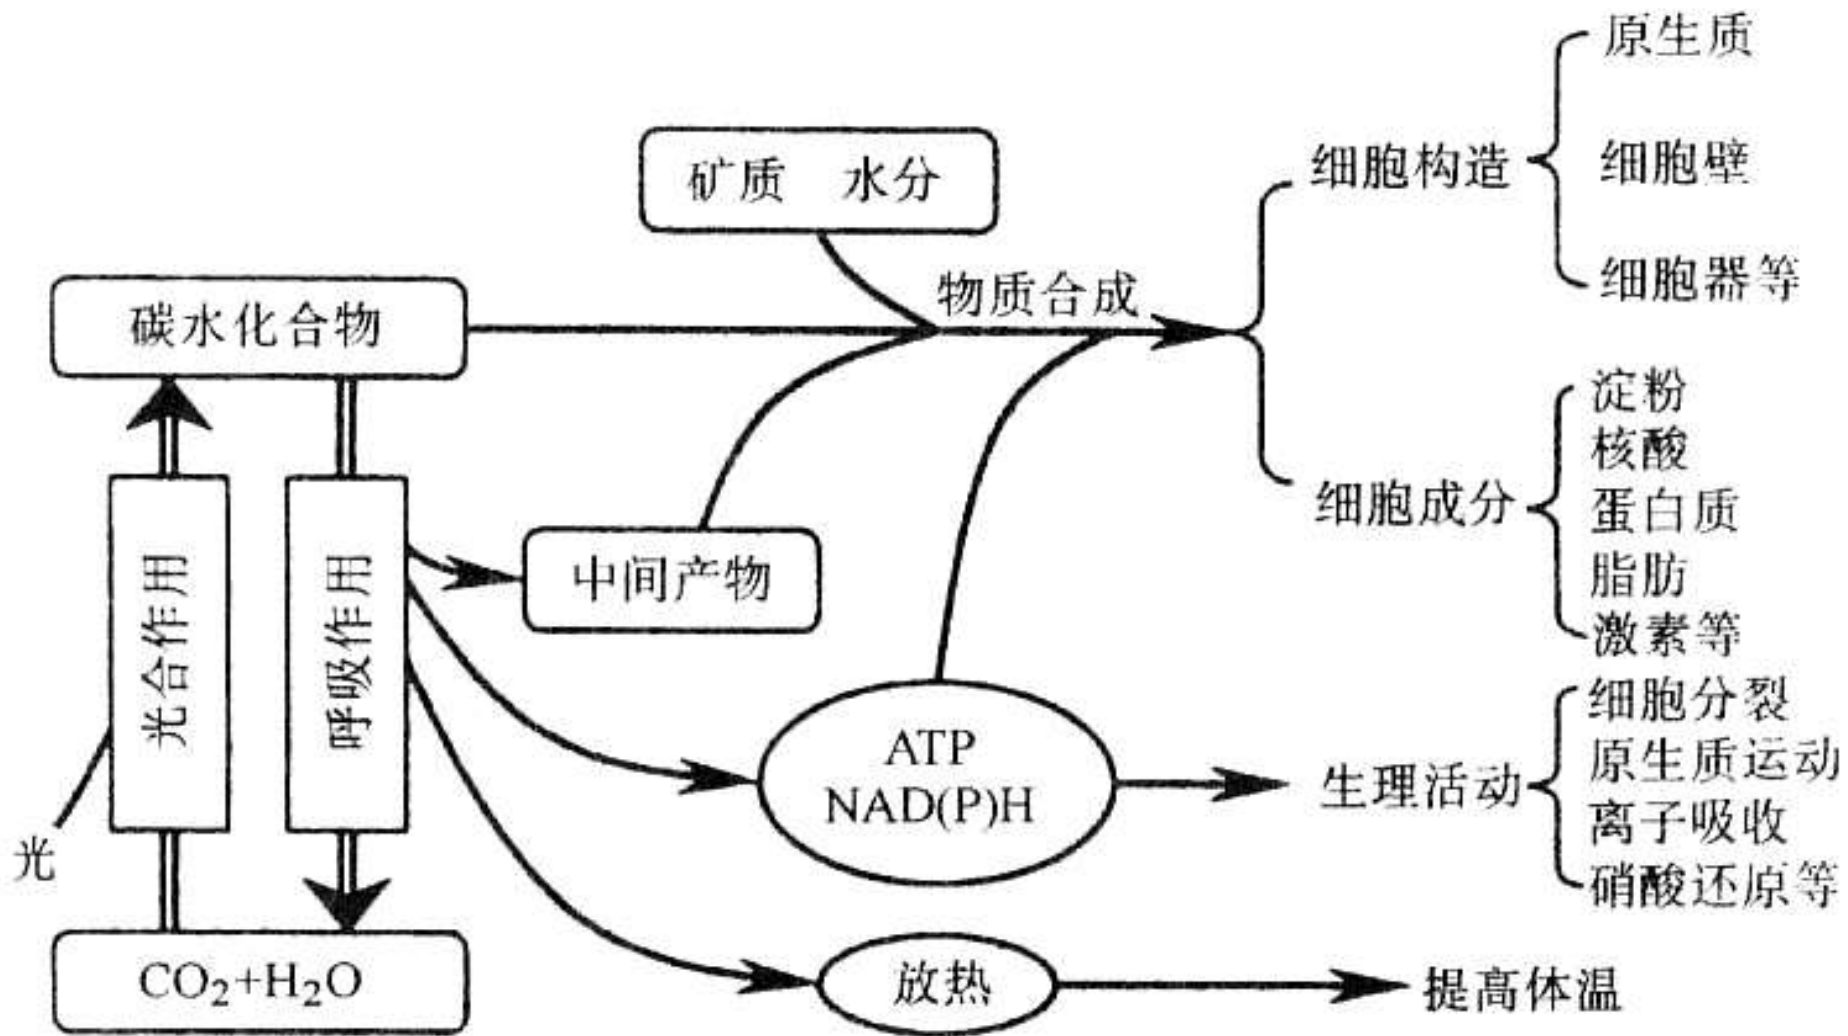 原生质
矿质 水分
细胞构造
细胞壁
物质合成
细胞器等
碳水化合物
淀粉
核酸
细胞成分
蛋白质
中间产物
脂肪
光合作用
呼吸作用
激素等
细胞分裂
ATP
原生质运动
NAD(P)H
生理活动
离子吸收
光
硝酸还原等
CO₂+H₂O
放热
提高体温